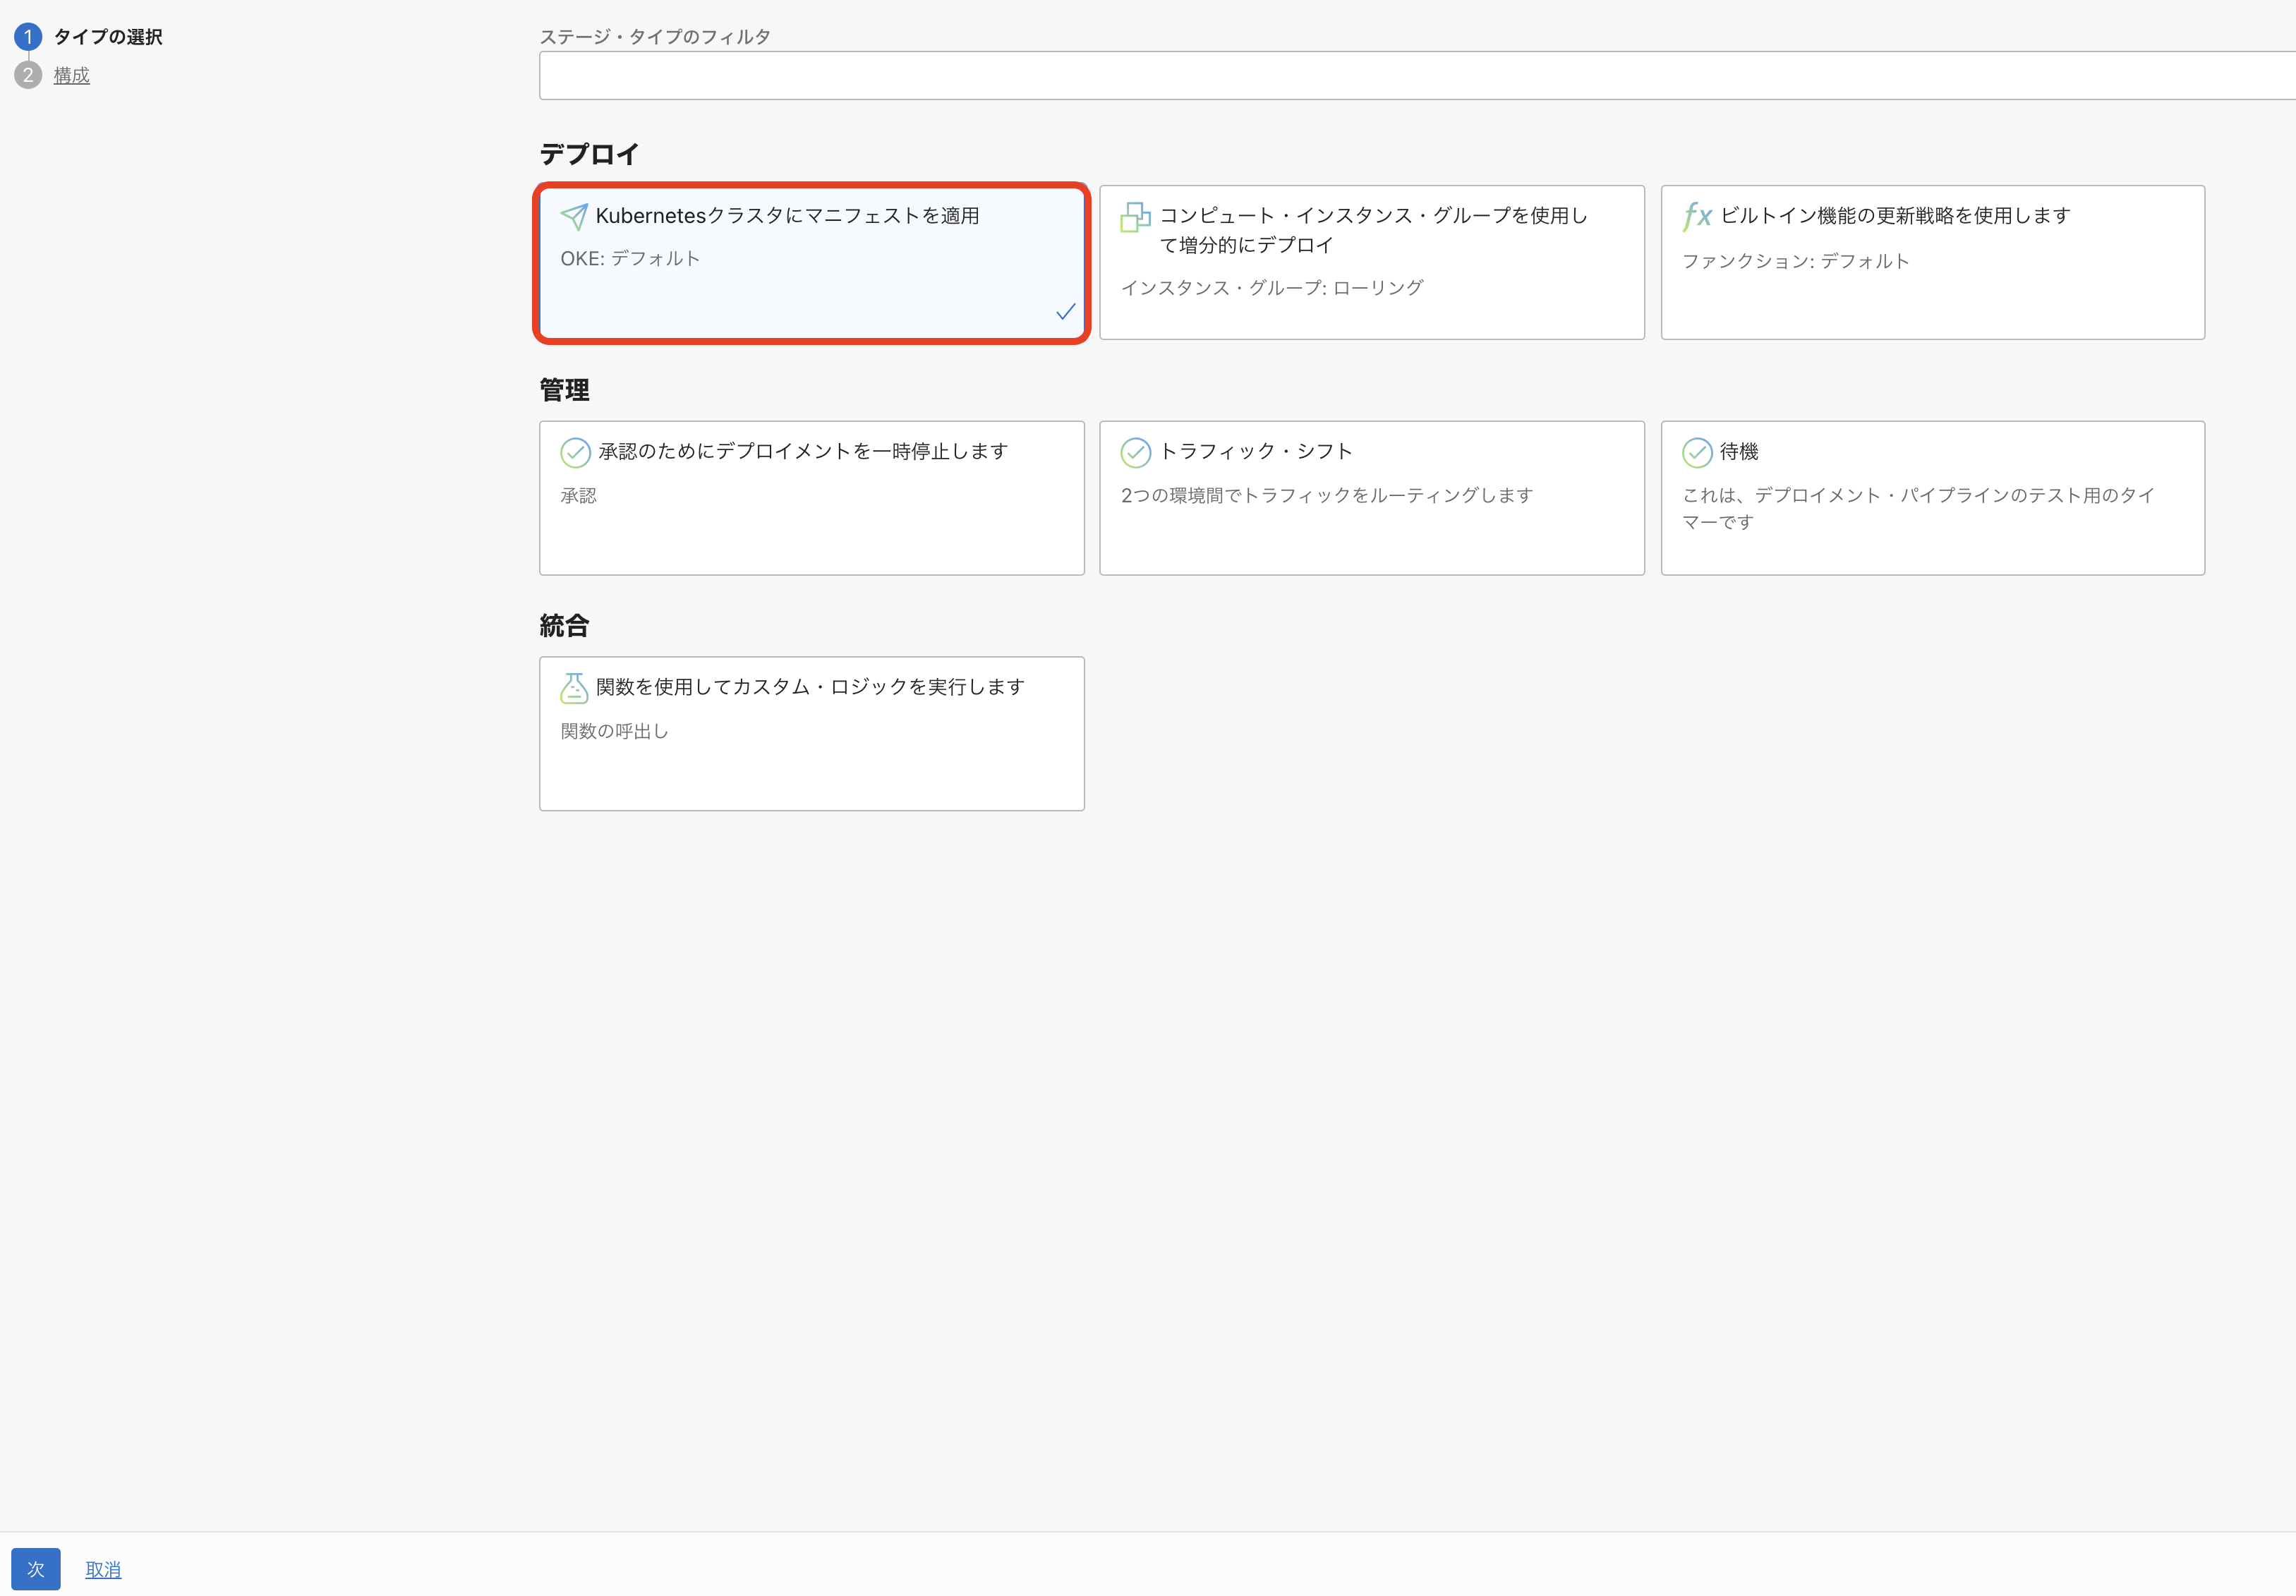 1 タイプの選択
2 構成
ステージ・タイプのフィルタ
デプロイ
Kubernetesクラスタにマニフェストを適用
OKE: デフォルト
コンピュート・インスタンス・グループを使用し
て増分的にデプロイ
インスタンス・グループ: ローリング
fx ビルトイン機能の更新戦略を使用します
ファンクション: デフォルト
管理
承認のためにデプロイメントを一時停止します
承認
トラフィック・シフト
2つの環境間でトラフィックをルーティングします
待機
これは、デプロイメント・パイプラインのテスト用のタイ
マーです
統合
関数を使用してカスタム・ロジックを実行します
関数の呼出し
次 取消